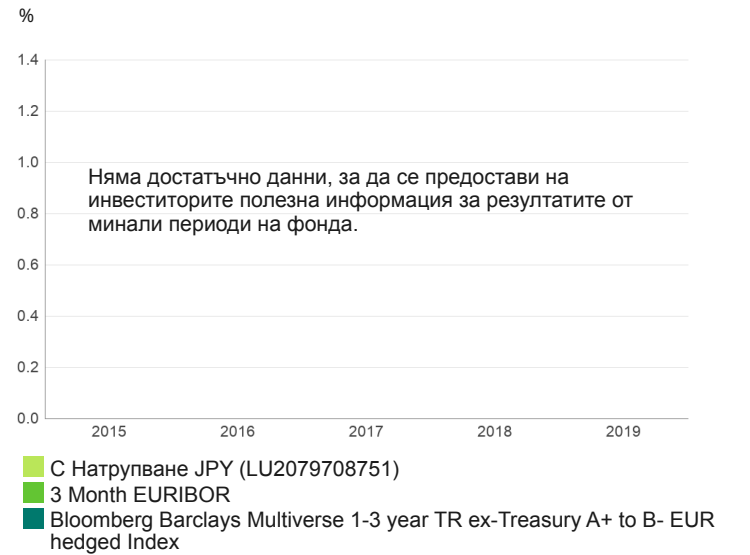 %
1.4
1.2
1.0
Няма достатъчно данни, за да се предостави на
инвеститорите полезна информация за резултатите от
0.8
минали периоди на фонда.
0.6
0.4
0.2
0.0
2015 2016 2017 2018 2019
C Натрупване JPY (LU2079708751)
3 Month EURIBOR
Bloomberg Barclays Multiverse 1-3 year TR ex-Treasury A+ to B- EUR
hedged Index